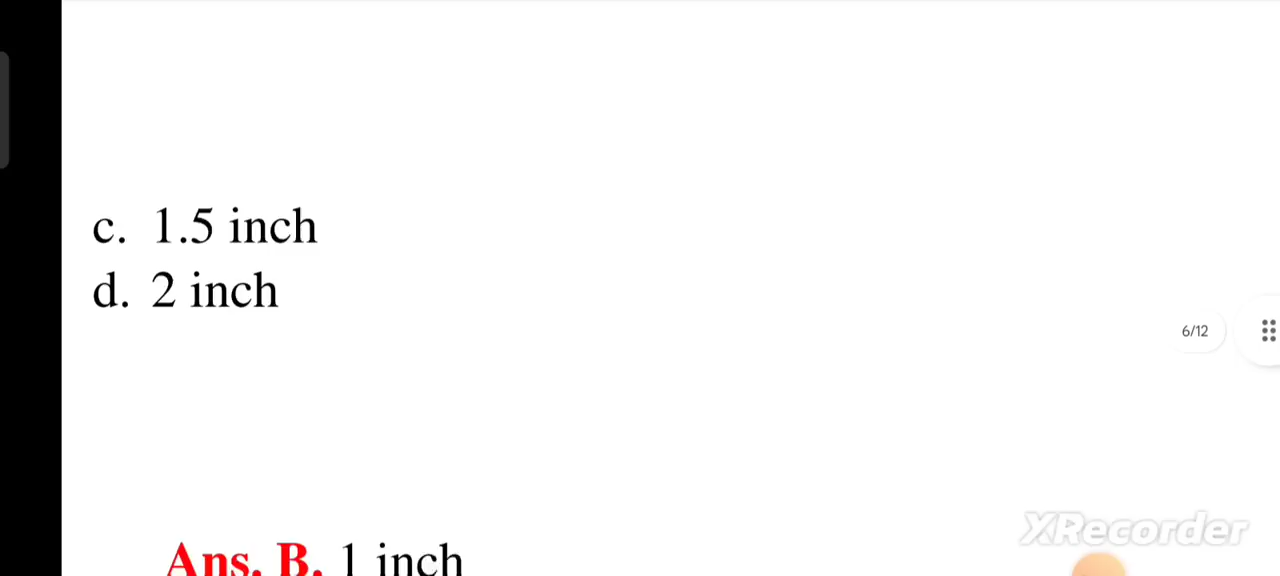 c. 1.5 inch
d. 2 inch
6/12
XRecorder
Ans. B. 1 inch